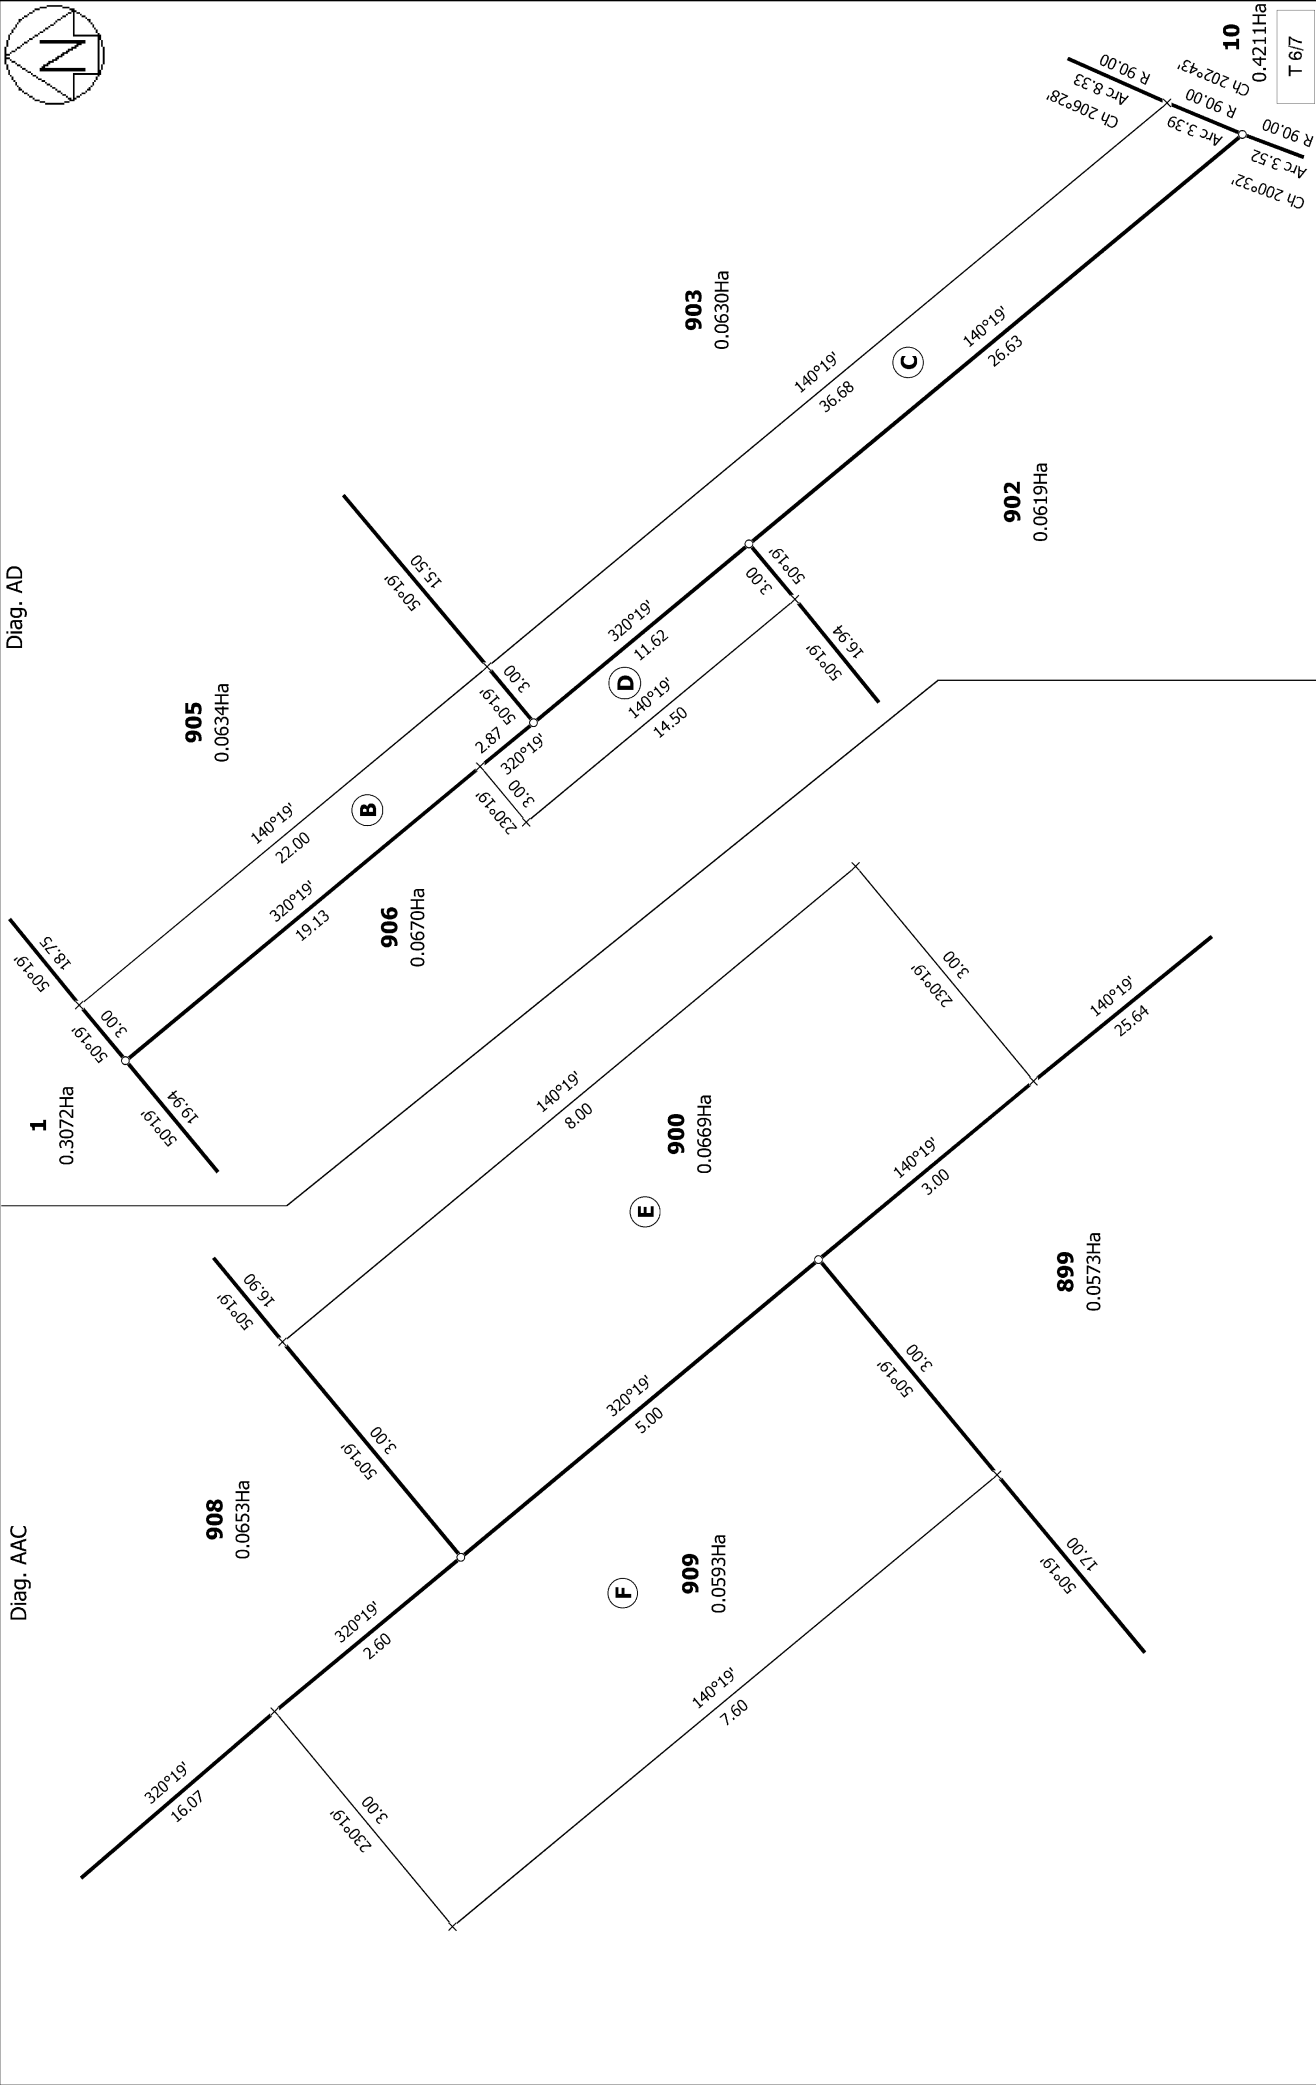 N
Diag. AD
10
0.4211Ha
T 6/7
R 90.00
Arc 8.33
Ch 206°28'
Ch 202°43'
R 90.00
Arc 3.39
R 90.00
Arc 3.52
Ch 200°32'
903
0.0630Ha
140°19'
36.68
C
140°19'
26.63
902
0.0619Ha
905
0.0634Ha
50°19'
15.50
50°19'
3.00
320°19'
11.62
D
140°19'
14.50
3.00
50°19'
50°19'
16.94
2.87
320°19'
230°19'
3.00
140°19'
22.00
B
320°19'
19.13
906
0.0670Ha
50°19'
18.75
50°19'
3.00
50°19'
19.94
1
0.3072Ha
Diag. AAC
908
0.0653Ha
50°19'
16.90
50°19'
3.00
140°19'
8.00
230°19'
3.00
900
0.0669Ha
E
140°19'
25.64
140°19'
3.00
899
0.0573Ha
320°19'
5.00
50°19'
3.00
50°19'
17.00
F
909
0.0593Ha
320°19'
2.60
140°19'
7.60
320°19'
16.07
230°19'
3.00